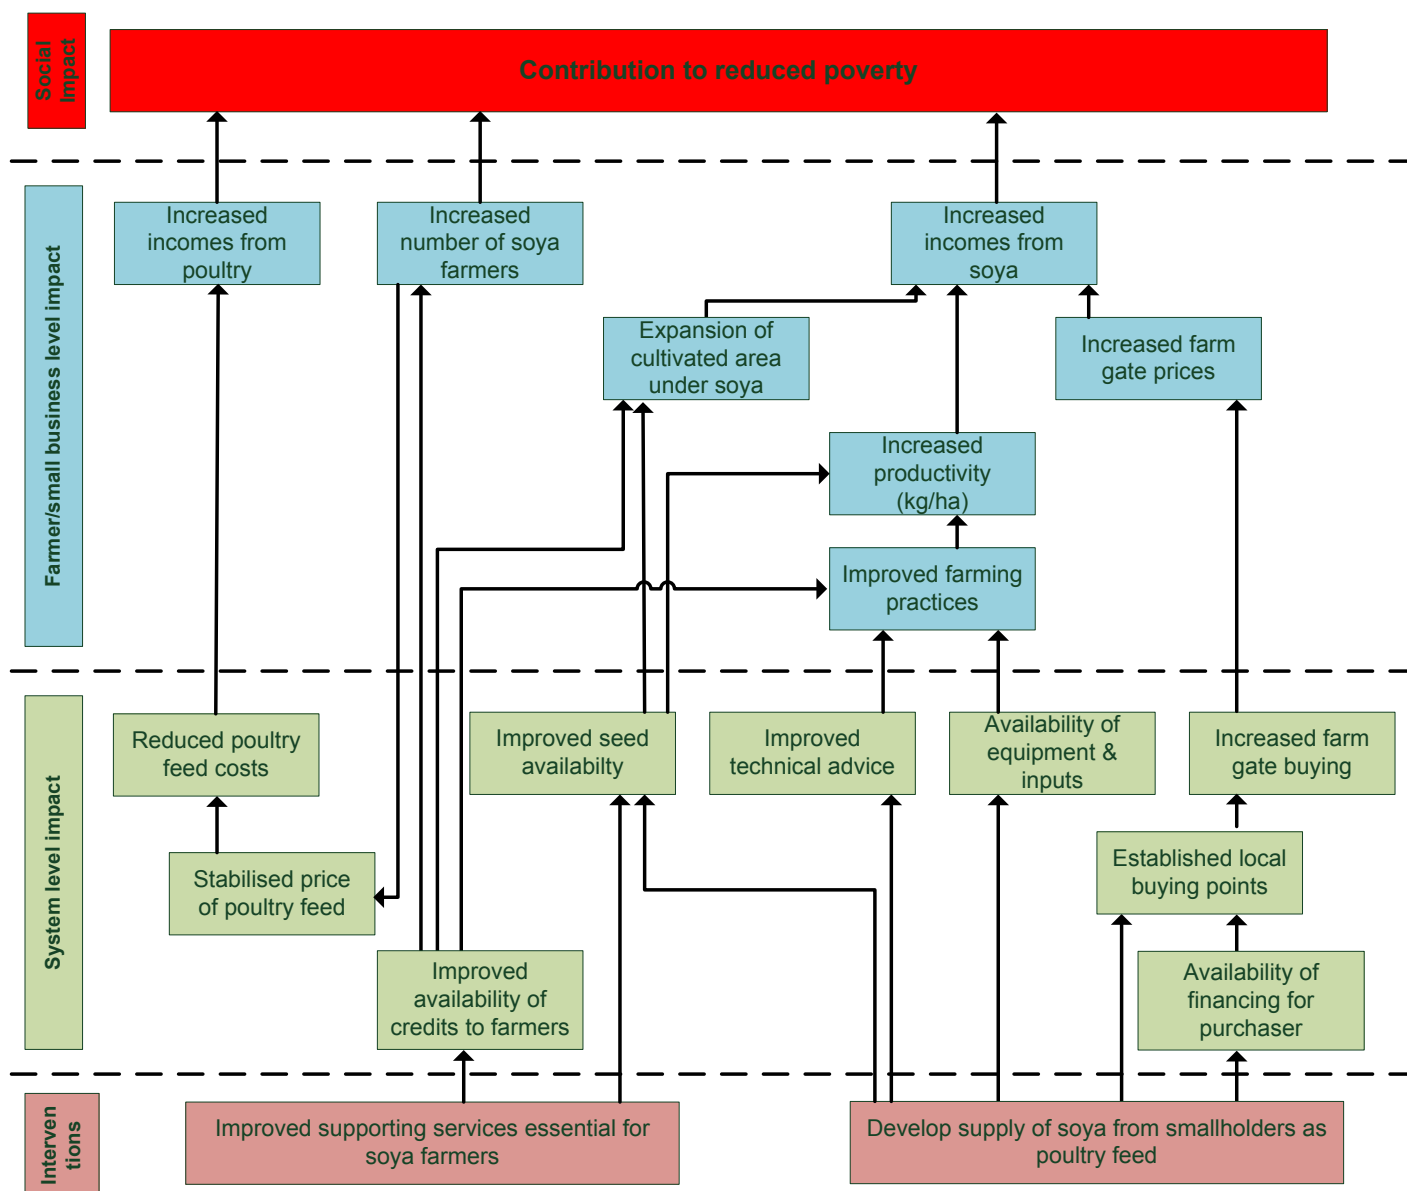 Social
Impact
Contribution to reduced poverty
Farmer/small business level impact
Increased
incomes from
poultry
Increased
number of soya
farmers
Increased
incomes from
soya
Expansion of
cultivated area
under soya
Increased farm
gate prices
Increased
productivity
(kg/ha)
Improved farming
practices
System level impact
Reduced poultry
feed costs
Improved seed
availabilty
Improved
technical advice
Availability of
equipment &
inputs
Increased farm
gate buying
Stabilised price
of poultry feed
Established local
buying points
Improved
availability of
credits to farmers
Availability of
financing for
purchaser
Interven
tions
Improved supporting services essential for
soya farmers
Develop supply of soya from smallholders as
poultry feed